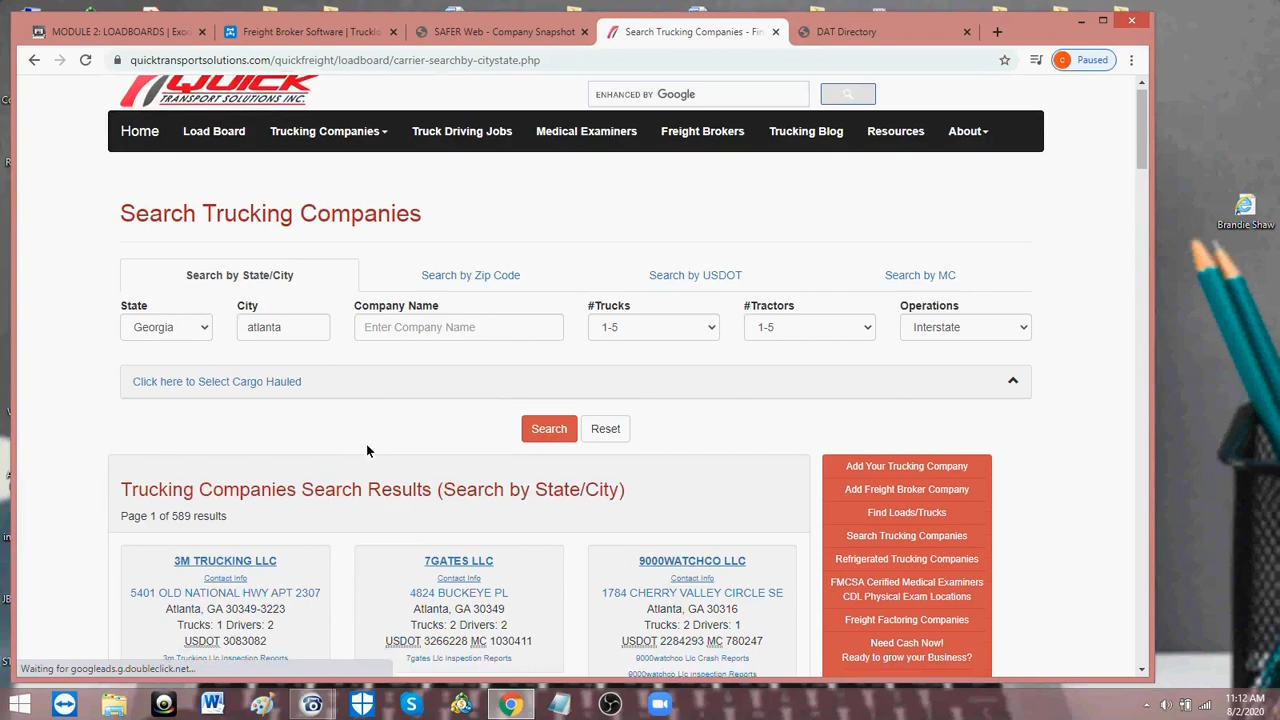 MODULE 2: LOADBOARDS | Exo
Freight Broker Software | Trucklo
SAFER Web - Company Snapshot
Search Trucking Companies - Fin
DAT Directory
quicktransportsolutions.com/quickfreight/loadboard/carrier-searchby-citystate.php
C Paused
QUICK
TRANSPORT SOLUTIONS INC.
ENHANCED BY Google
Home Load Board Trucking Companies Truck Driving Jobs Medical Examiners Freight Brokers Trucking Blog Resources About
Search Trucking Companies
Search by State/City Search by Zip Code Search by USDOT Search by MC
State City Company Name #Trucks #Tractors Operations
Georgia atlanta Enter Company Name 1-5 1-5 Interstate
Click here to Select Cargo Hauled
Search Reset
Trucking Companies Search Results (Search by State/City)
Page 1 of 589 results
3M TRUCKING LLC
Contact Info
5401 OLD NATIONAL HWY APT 2307
Atlanta, GA 30349-3223
Trucks: 1 Drivers: 2
USDOT 3083082
3m Trucking Llc Inspection Reports
7GATES LLC
Contact Info
4824 BUCKEYE PL
Atlanta, GA 30349
Trucks: 2 Drivers: 2
USDOT 3266228 MC 1030411
7gates Llc Inspection Reports
9000WATCHCO LLC
Contact Info
1784 CHERRY VALLEY CIRCLE SE
Atlanta, GA 30316
Trucks: 2 Drivers: 1
USDOT 2284293 MC 780247
9000watchco Llc Crash Reports
9000watchco Llc Inspection Reports
Add Your Trucking Company
Add Freight Broker Company
Find Loads/Trucks
Search Trucking Companies
Refrigerated Trucking Companies
FMCSA Cerified Medical Examiners
CDL Physical Exam Locations
Freight Factoring Companies
Need Cash Now!
Ready to grow your Business?
Waiting for googleads.g.doubleclick.net...
Brandie Shaw
11:12 AM
8/2/2020